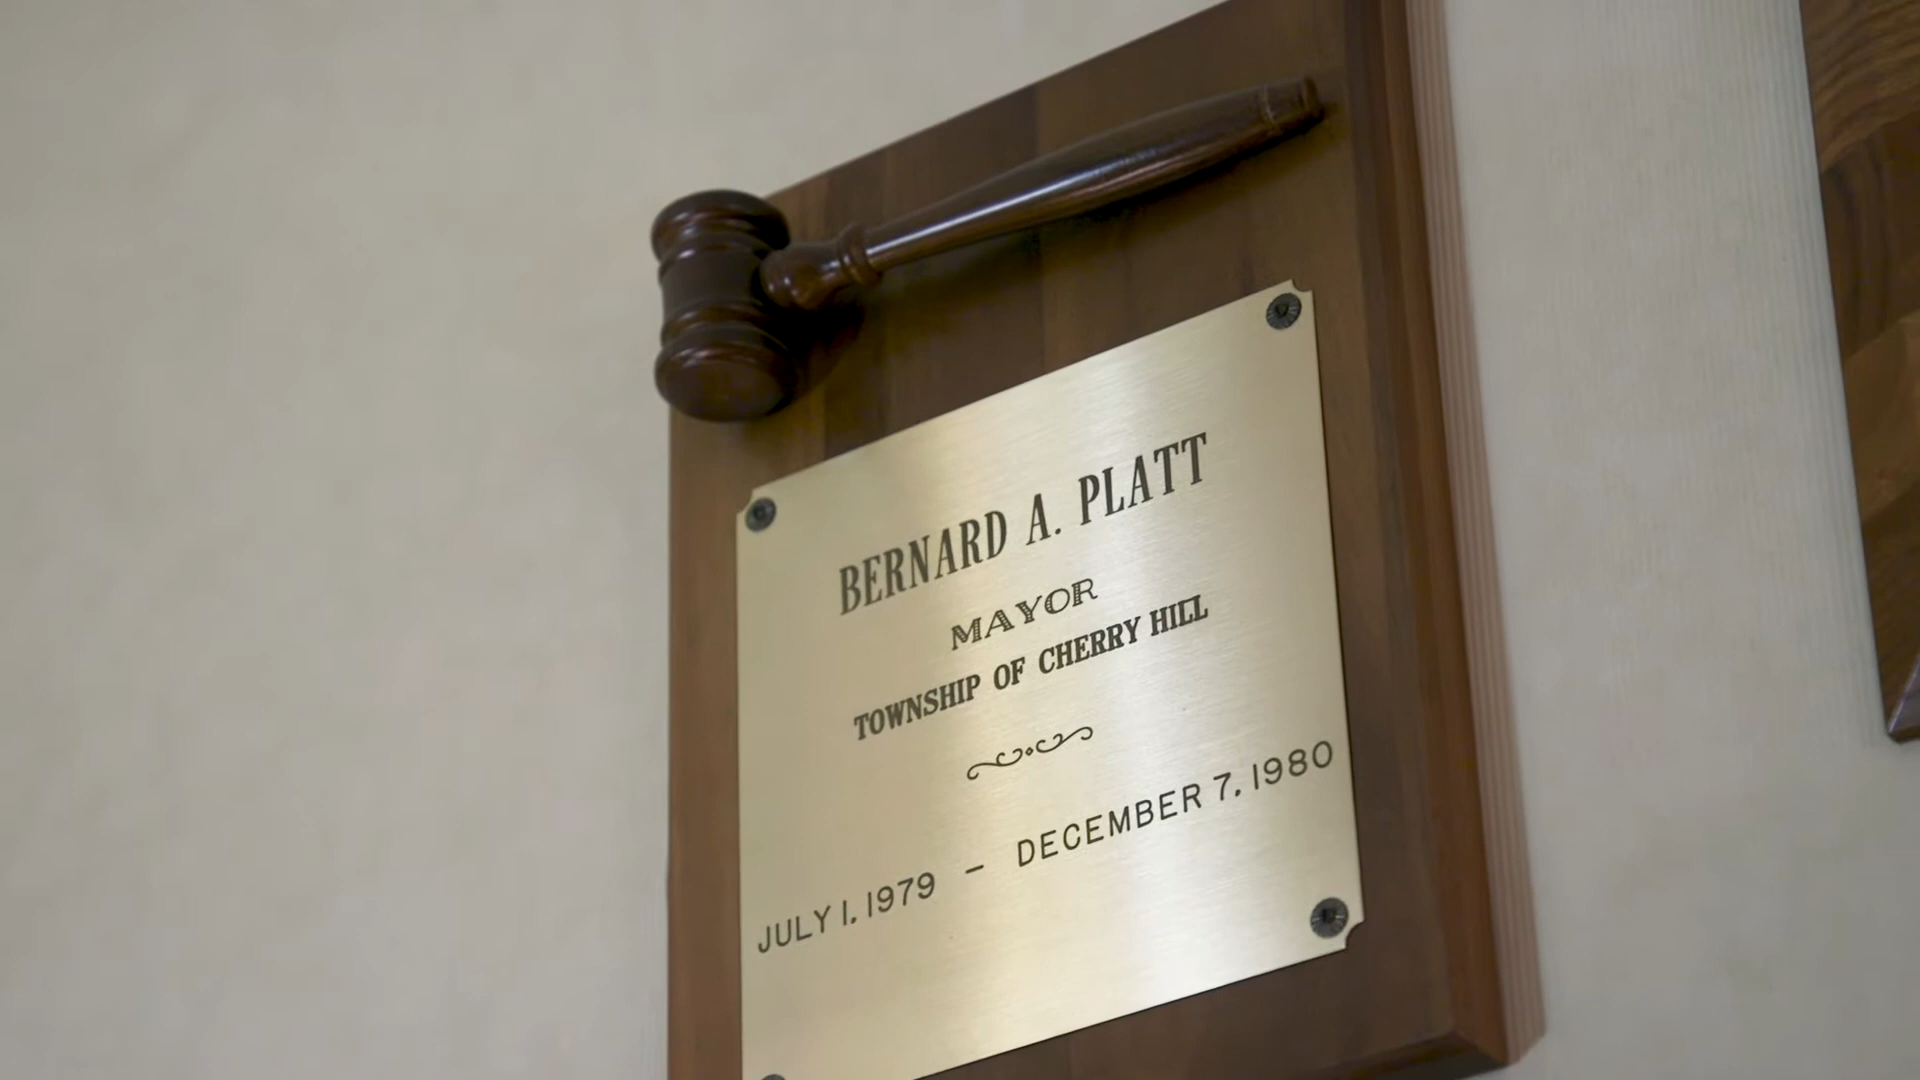 BERNARD A. PLATT
MAYOR
TOWNSHIP OF CHERRY HILL
JULY 1, 1979 – DECEMBER 7, 1980